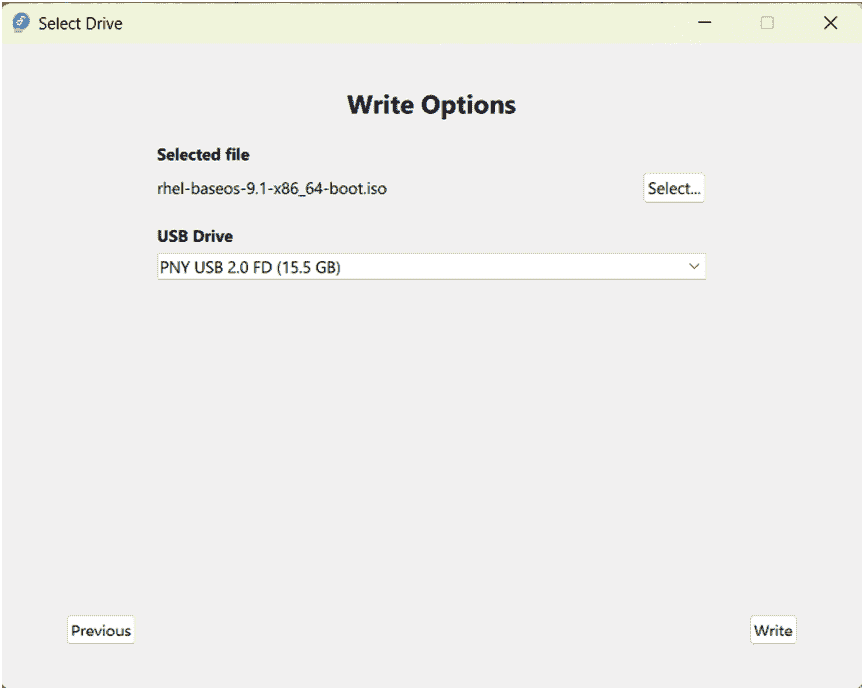 Select Drive
Write Options
Selected file
rhel-baseos-9.1-x86_64-boot.iso
Select...
USB Drive
PNY USB 2.0 FD (15.5 GB)
Previous
Write